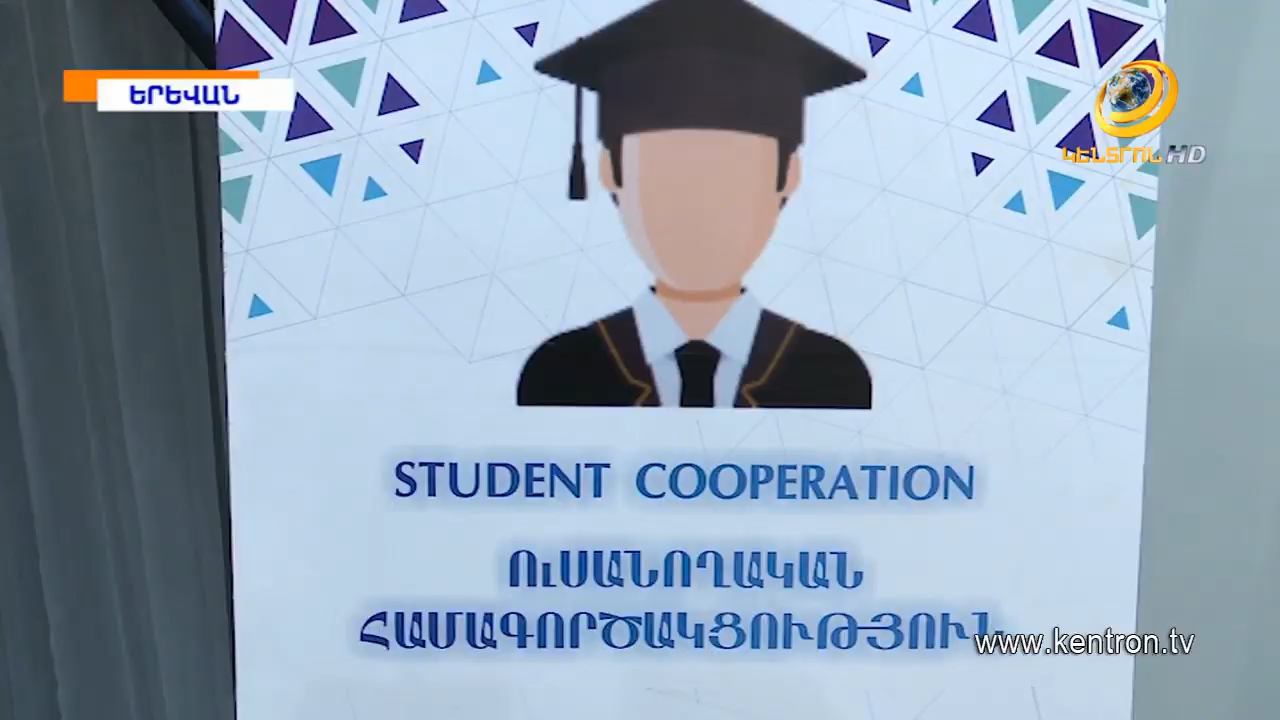 ԵՐԵՎԱՆ
ԿԵՆՏՐՈՆ HD
STUDENT COOPERATION
ՈւՍԱՆՈՂԱԿԱՆ
ՀԱՄԱԳՈՐԾԱԿՑՈՒԹՅՈՒՆ
www.kentron.tv